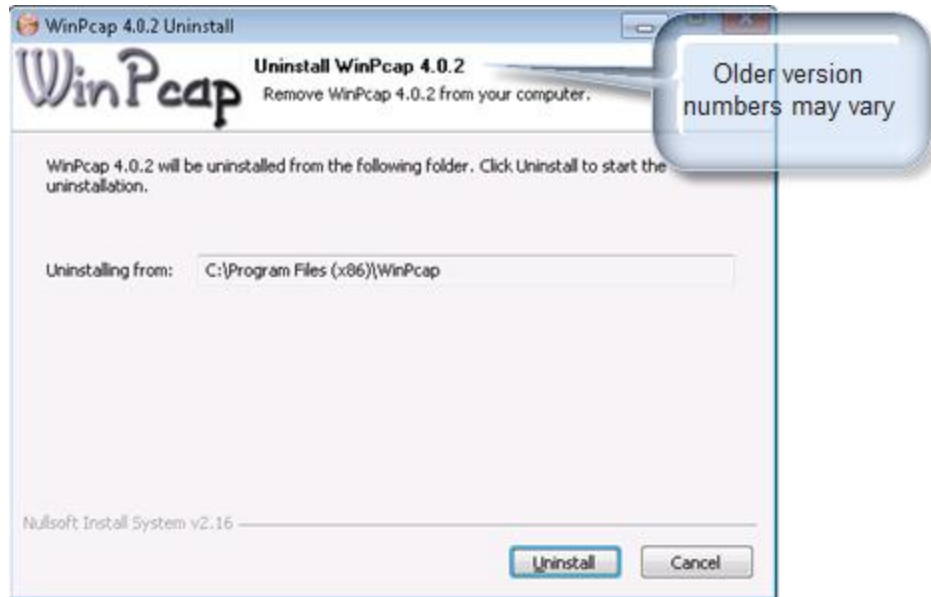 WinPcap 4.0.2 Uninstall
WinPcap
Uninstall WinPcap 4.0.2
Remove WinPcap 4.0.2 from your computer.
Older version
numbers may vary
WinPcap 4.0.2 will be uninstalled from the following folder. Click Uninstall to start the
uninstallation.
Uninstalling from:
C:\Program Files (x86)\WinPcap
Nullsoft Install System v2.16
Uninstall
Cancel